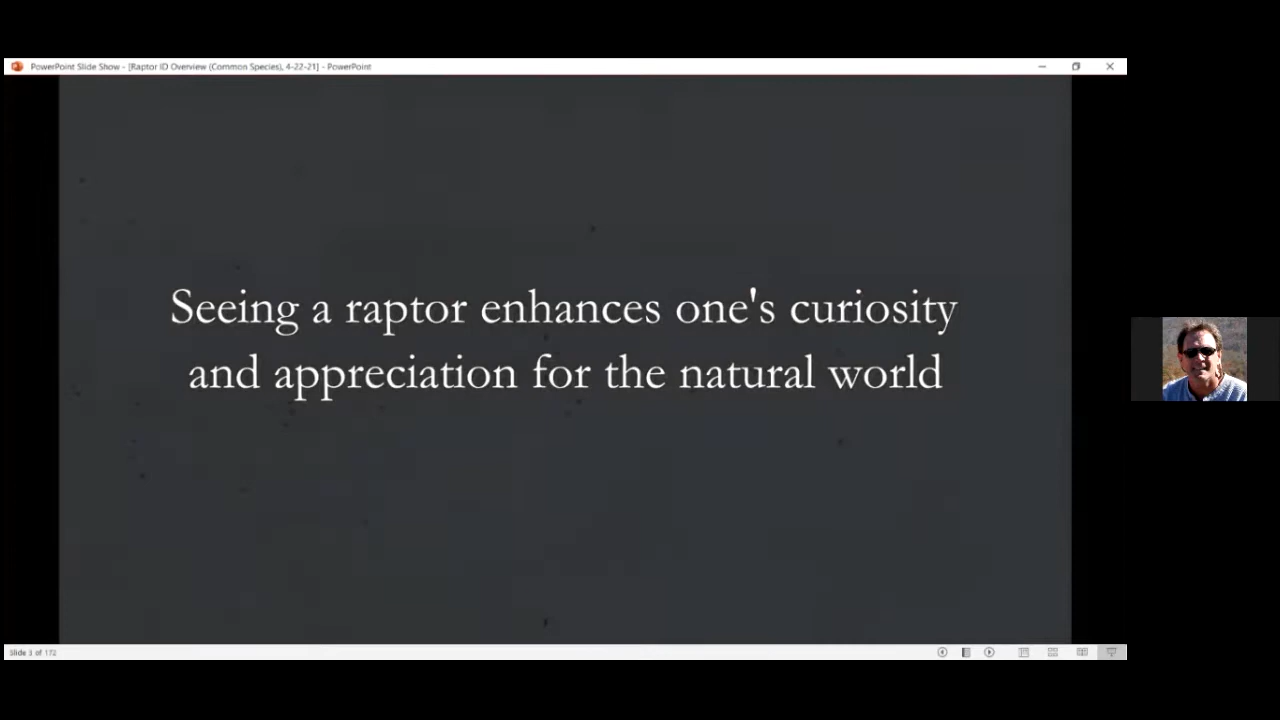 PowerPoint Slide Show - [Raptor ID Overview (Common Species), 4-22-21] - PowerPoint
Seeing a raptor enhances one's curiosity
and appreciation for the natural world
Slide 3 of 172